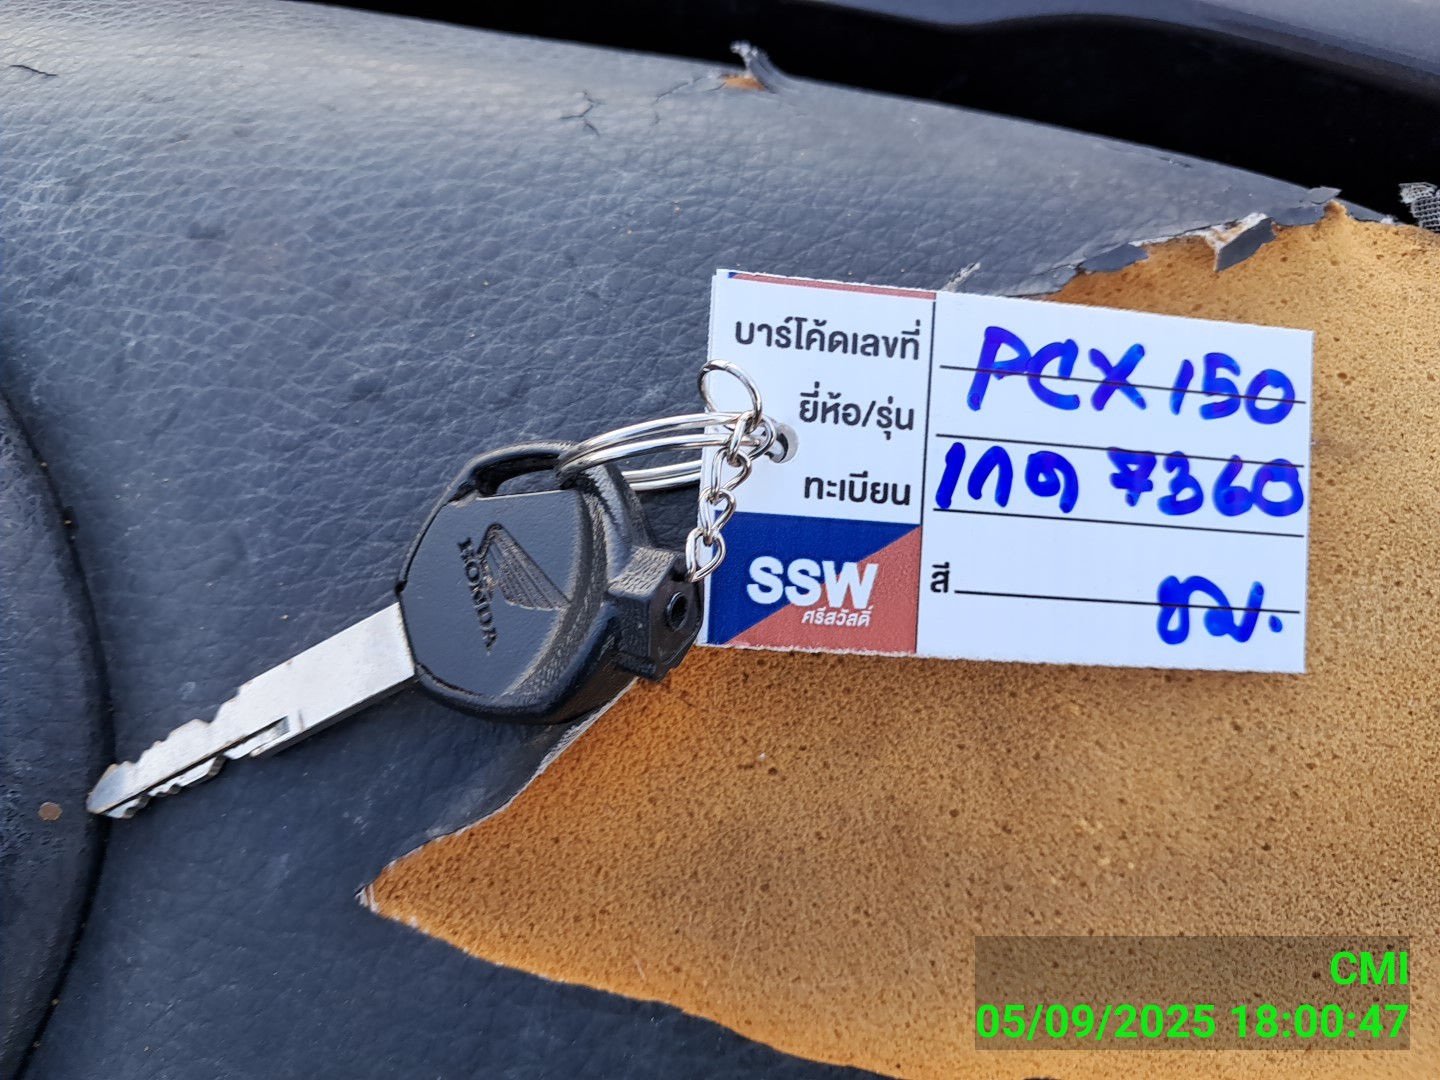 บาร์โค้ดเลขที่
PCX 150
ยี่ห้อ/รุ่น
ทะเบียน
1กด 7360
สี
ชม.
SSW
ศรีสวัสดิ์
HONDA
CMI
05/09/2025 18:00:47